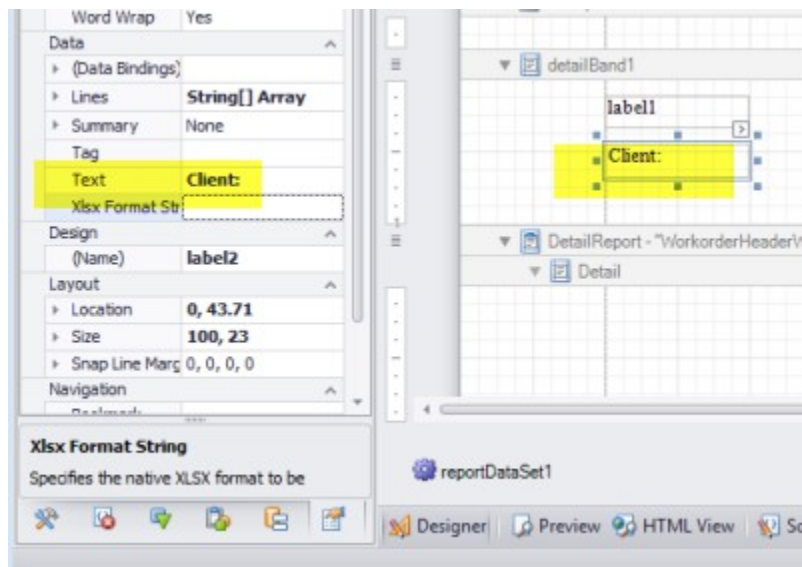 Word Wrap Yes
Data
(Data Bindings)
Lines String[] Array
Summary None
Tag
Text Client:
Xlsx Format Str
Design
(Name) label2
Layout
Location 0, 43.71
Size 100, 23
Snap Line Marg 0, 0, 0, 0
Navigation
Xlsx Format String
Specifies the native XLSX format to be
detailBand1
label1
Client:
1
DetailReport - "WorkorderHeaderW
Detail
reportDataSet1
Designer Preview HTML View Sc